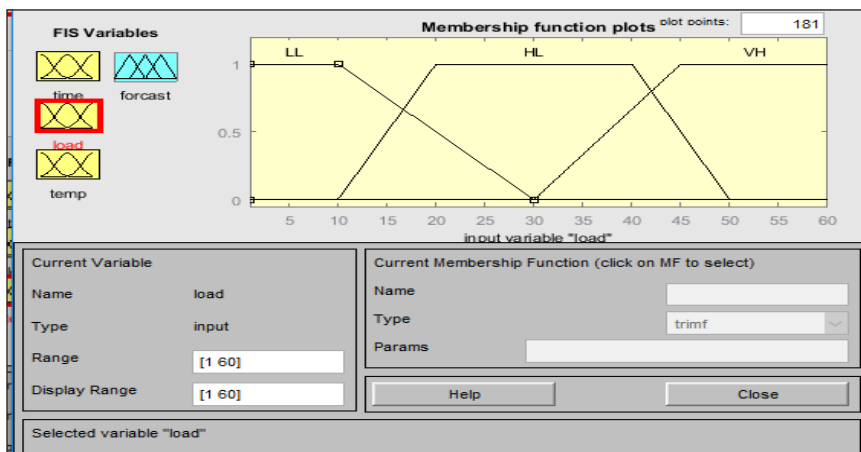 FIS Variables
Membership function plots
plot points:
181
time
forcast
load
temp
LL
HL
VH
1
0.5
0
5 10 15 20 25 30 35 40 45 50 55 60
input variable "load"
Current Variable
Name load
Type input
Range [1 60]
Display Range [1 60]
Current Membership Function (click on MF to select)
Name
Type trimf
Params
Help
Close
Selected variable "load"